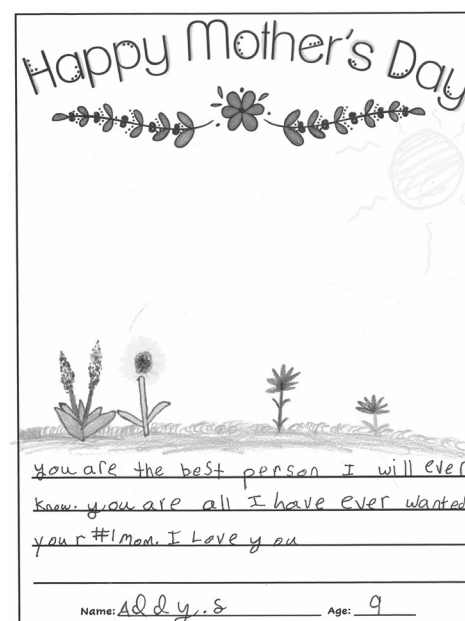 Happy Mother's Day
you are the best person I will ever
know. you are all I have ever wanted
your #1 mom. I Love you
Name: Addy.s Age: 9